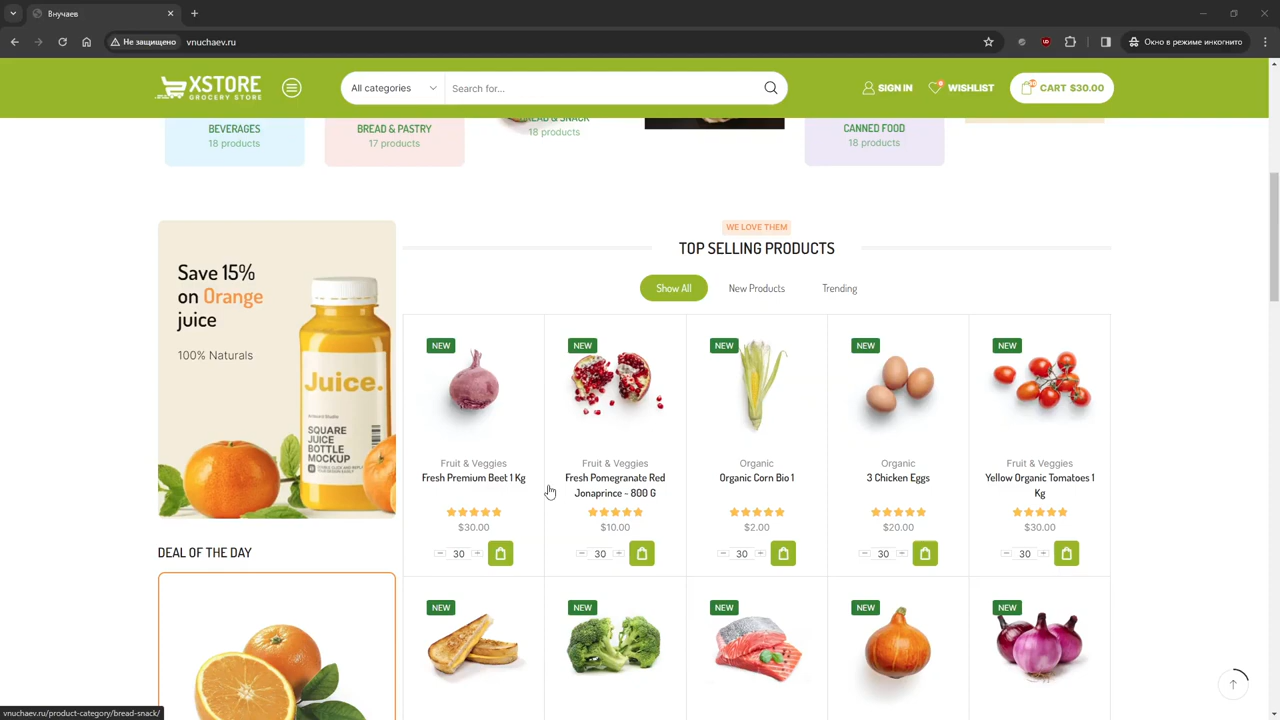 Внучаев
Не защищено
vnuchaev.ru
Окно в режиме инкогнито
XSTORE
GROCERY STORE
All categories
Search for...
SIGN IN
0
WISHLIST
30
CART $30.00
BEVERAGES
18 products
BREAD & PASTRY
17 products
BREAD & SNACK
18 products
CANNED FOOD
18 products
Save 15%
on Orange
juice
100% Naturals
Juice.
SQUARE
JUICE
BOTTLE
MOCKUP
WE LOVE THEM
TOP SELLING PRODUCTS
Show All
New Products
Trending
NEW
NEW
NEW
NEW
NEW
Fruit & Veggies
Fruit & Veggies
Organic
Organic
Fruit & Veggies
Fresh Premium Beet 1 Kg
Fresh Pomegranate Red
Jonaprince - 800 G
Organic Corn Bio 1
3 Chicken Eggs
Yellow Organic Tomatoes 1
Kg
$30.00
$10.00
$2.00
$20.00
$30.00
− 30 +
− 30 +
− 30 +
− 30 +
− 30 +
DEAL OF THE DAY
NEW
NEW
NEW
NEW
NEW
vnuchaev.ru/product-category/bread-snack/